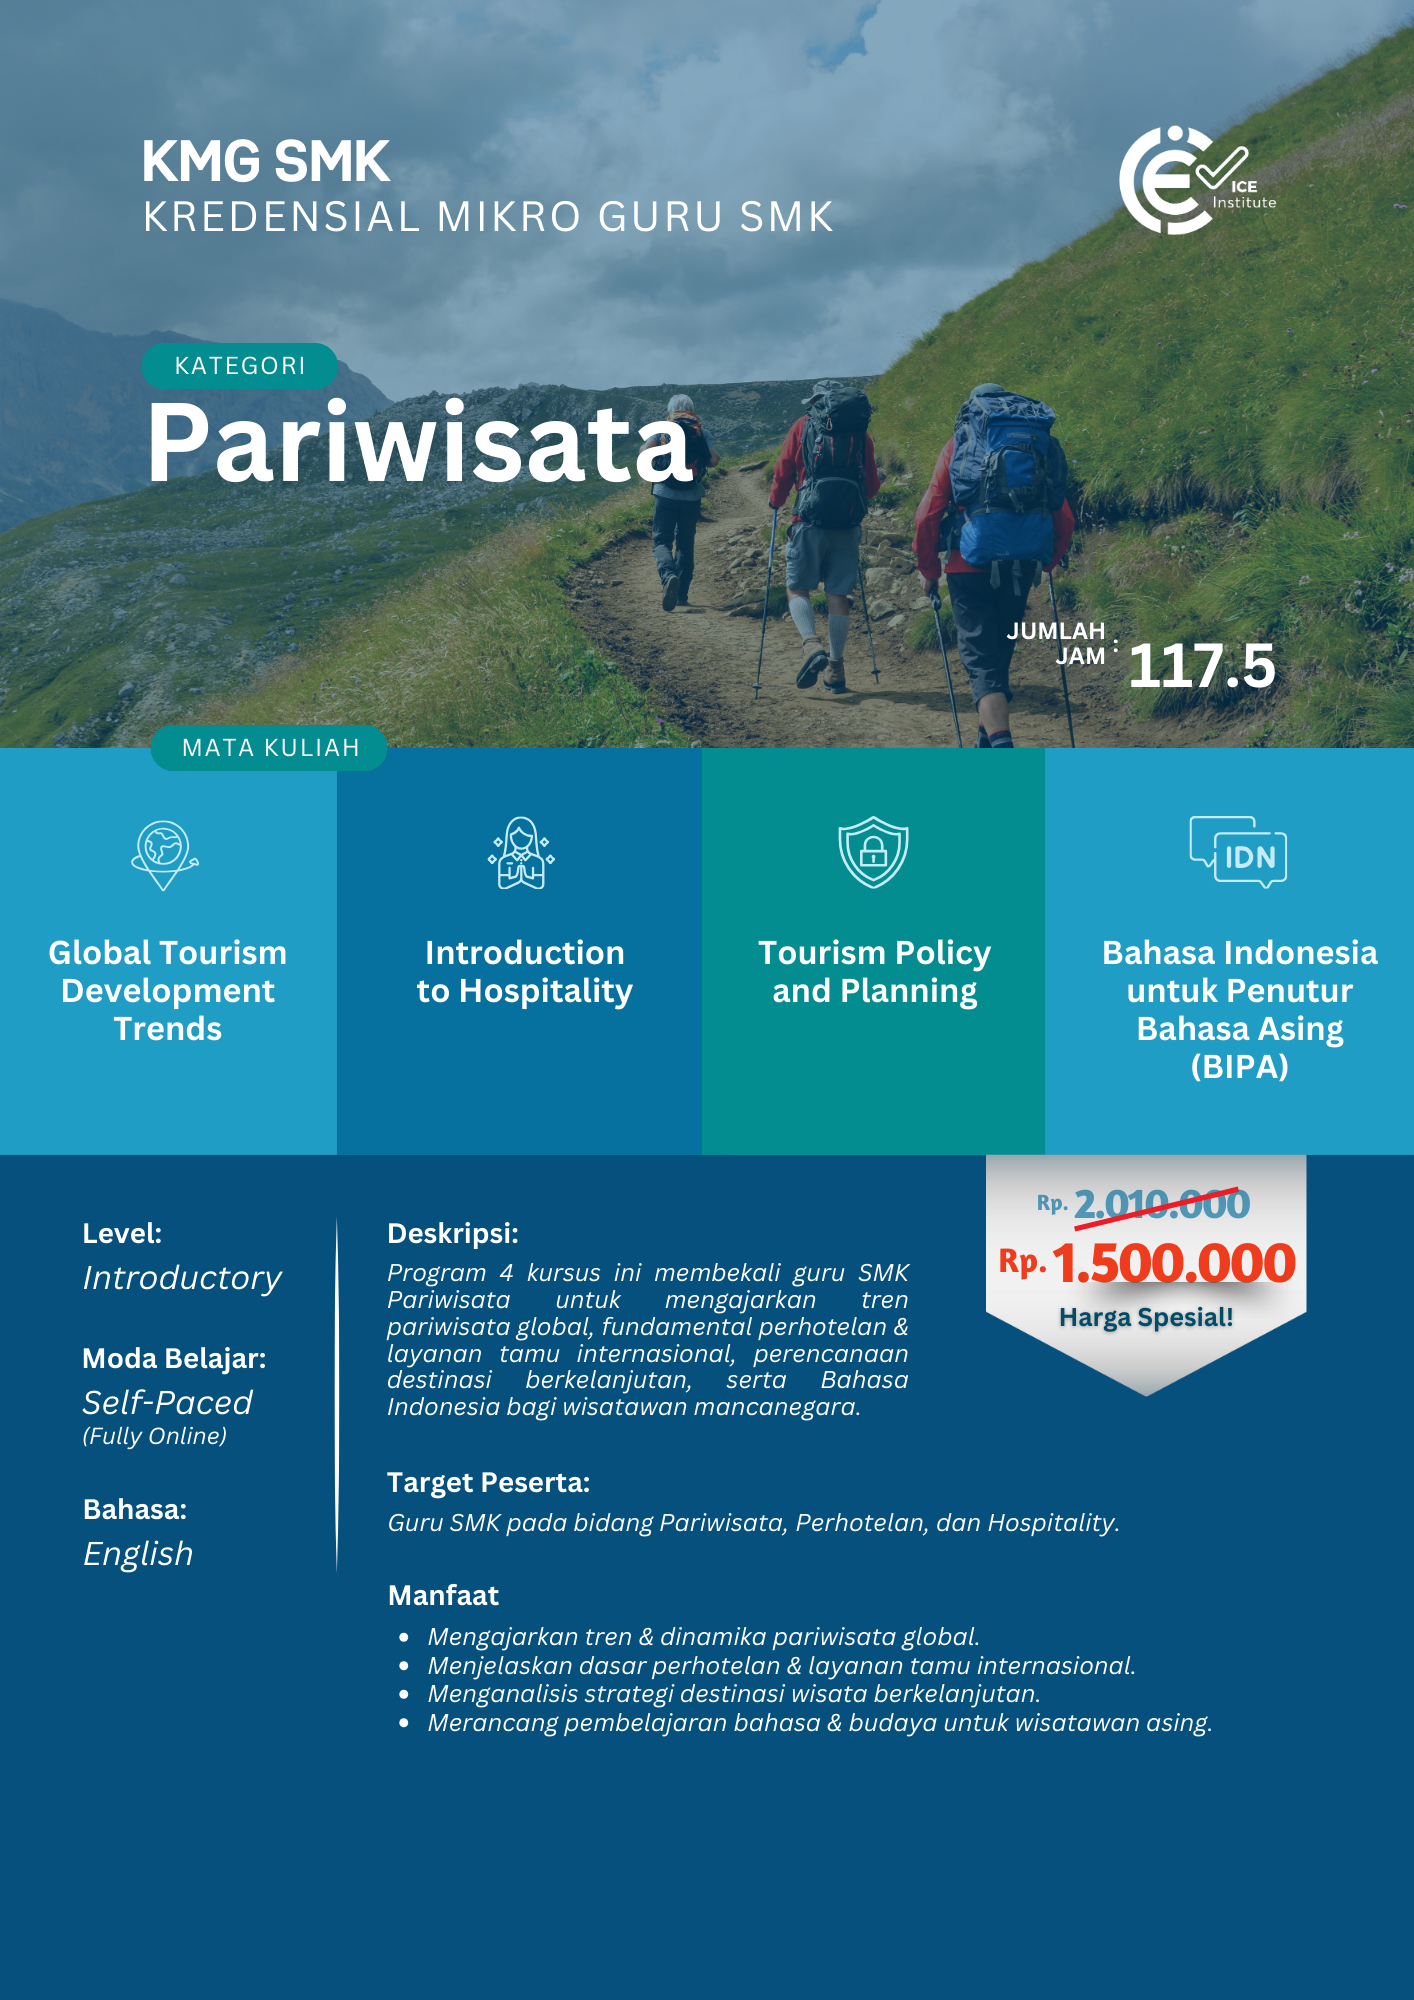 KMG SMK
KREDENSIAL MIKRO GURU SMK
ICE
Institute
KATEGORI
Pariwisata
JUMLAH
JAM :
117.5
MATA KULIAH
Global Tourism
Development
Trends
Introduction
to Hospitality
Tourism Policy
and Planning
IDN
Bahasa Indonesia
untuk Penutur
Bahasa Asing
(BIPA)
Rp. 2.010.000
Rp. 1.500.000
Harga Spesial!
Level:
Introductory
Moda Belajar:
Self-Paced
(Fully Online)
Bahasa:
English
Deskripsi:
Program 4 kursus ini membekali guru SMK
Pariwisata untuk mengajarkan tren
pariwisata global, fundamental perhotelan &
layanan tamu internasional, perencanaan
destinasi berkelanjutan, serta Bahasa
Indonesia bagi wisatawan mancanegara.
Target Peserta:
Guru SMK pada bidang Pariwisata, Perhotelan, dan Hospitality.
Manfaat
• Mengajarkan tren & dinamika pariwisata global.
• Menjelaskan dasar perhotelan & layanan tamu internasional.
• Menganalisis strategi destinasi wisata berkelanjutan.
• Merancang pembelajaran bahasa & budaya untuk wisatawan asing.